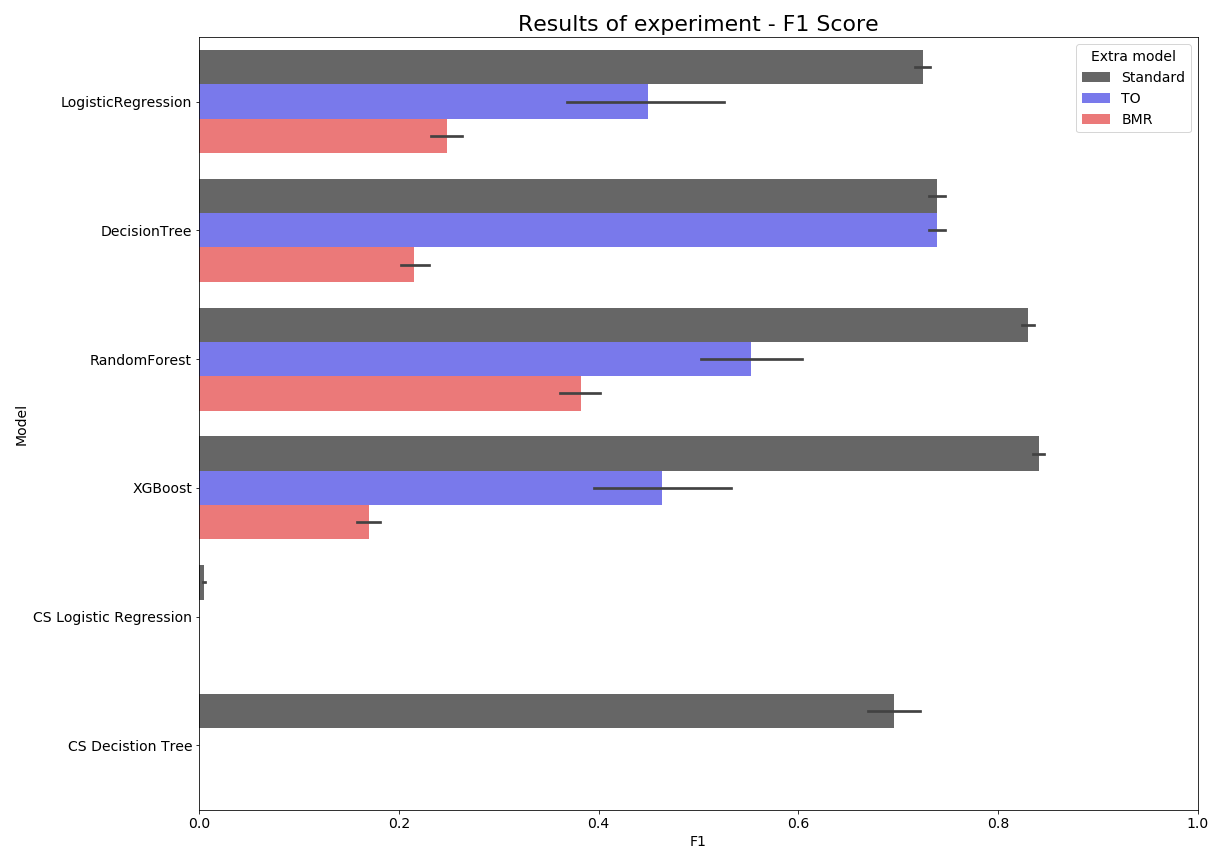 Results of experiment - F1 Score
Extra model
Standard
TO
BMR
LogisticRegression
DecisionTree
RandomForest
XGBoost
CS Logistic Regression
CS Decistion Tree
Model
0.0 0.2 0.4 0.6 0.8 1.0
F1